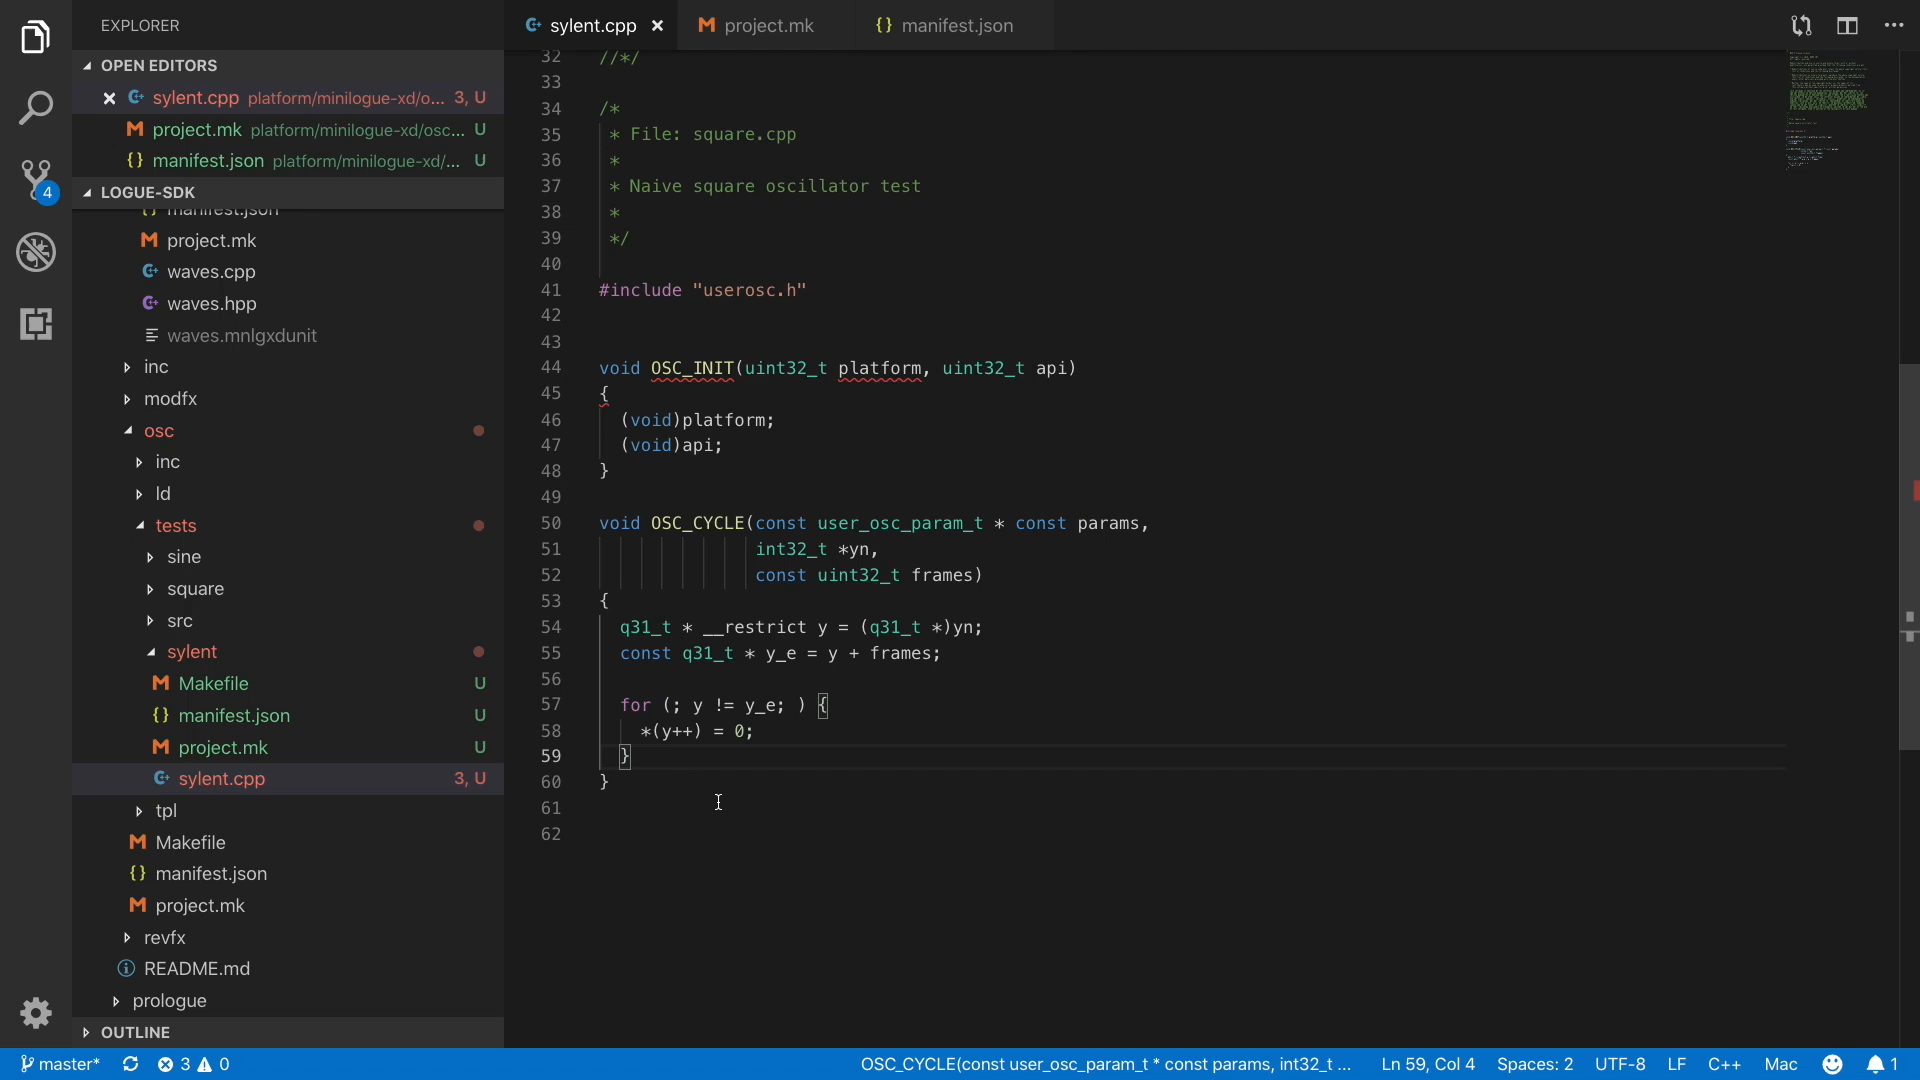 EXPLORER
OPEN EDITORS
sylent.cpp platform/minilogue-xd/o... 3, U
project.mk platform/minilogue-xd/osc... U
{} manifest.json platform/minilogue-xd/... U
LOGUE-SDK
{} manifest.json
project.mk
waves.cpp
waves.hpp
waves.mnlgxdunit
inc
modfx
osc
inc
ld
tests
sine
square
src
sylent
Makefile U
{} manifest.json U
project.mk U
sylent.cpp 3, U
tpl
Makefile
{} manifest.json
project.mk
revfx
README.md
prologue
OUTLINE
4
sylent.cpp
project.mk
{} manifest.json
32 //*/
33
34 /*
35 * File: square.cpp
36 *
37 * Naive square oscillator test
38 *
39 */
40
41 #include "userosc.h"
42
43
44 void OSC_INIT(uint32_t platform, uint32_t api)
45 {
46 (void)platform;
47 (void)api;
48 }
49
50 void OSC_CYCLE(const user_osc_param_t * const params,
51 int32_t *yn,
52 const uint32_t frames)
53 {
54 q31_t * __restrict y = (q31_t *)yn;
55 const q31_t * y_e = y + frames;
56
57 for (; y != y_e; ) {
58 *(y++) = 0;
59 }
60 }
61
62
master* 3 0 OSC_CYCLE(const user_osc_param_t * const params, int32_t ... Ln 59, Col 4 Spaces: 2 UTF-8 LF C++ Mac 1